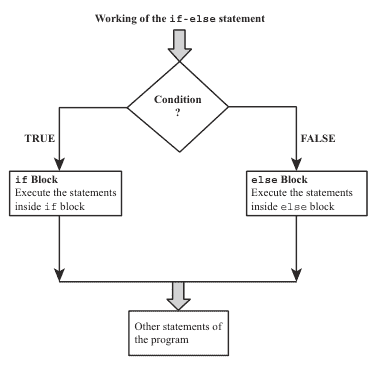 Working of the if-else statement
Condition
?
TRUE
FALSE
if Block
Execute the statements
inside if block
else Block
Execute the statements
inside else block
Other statements of
the program